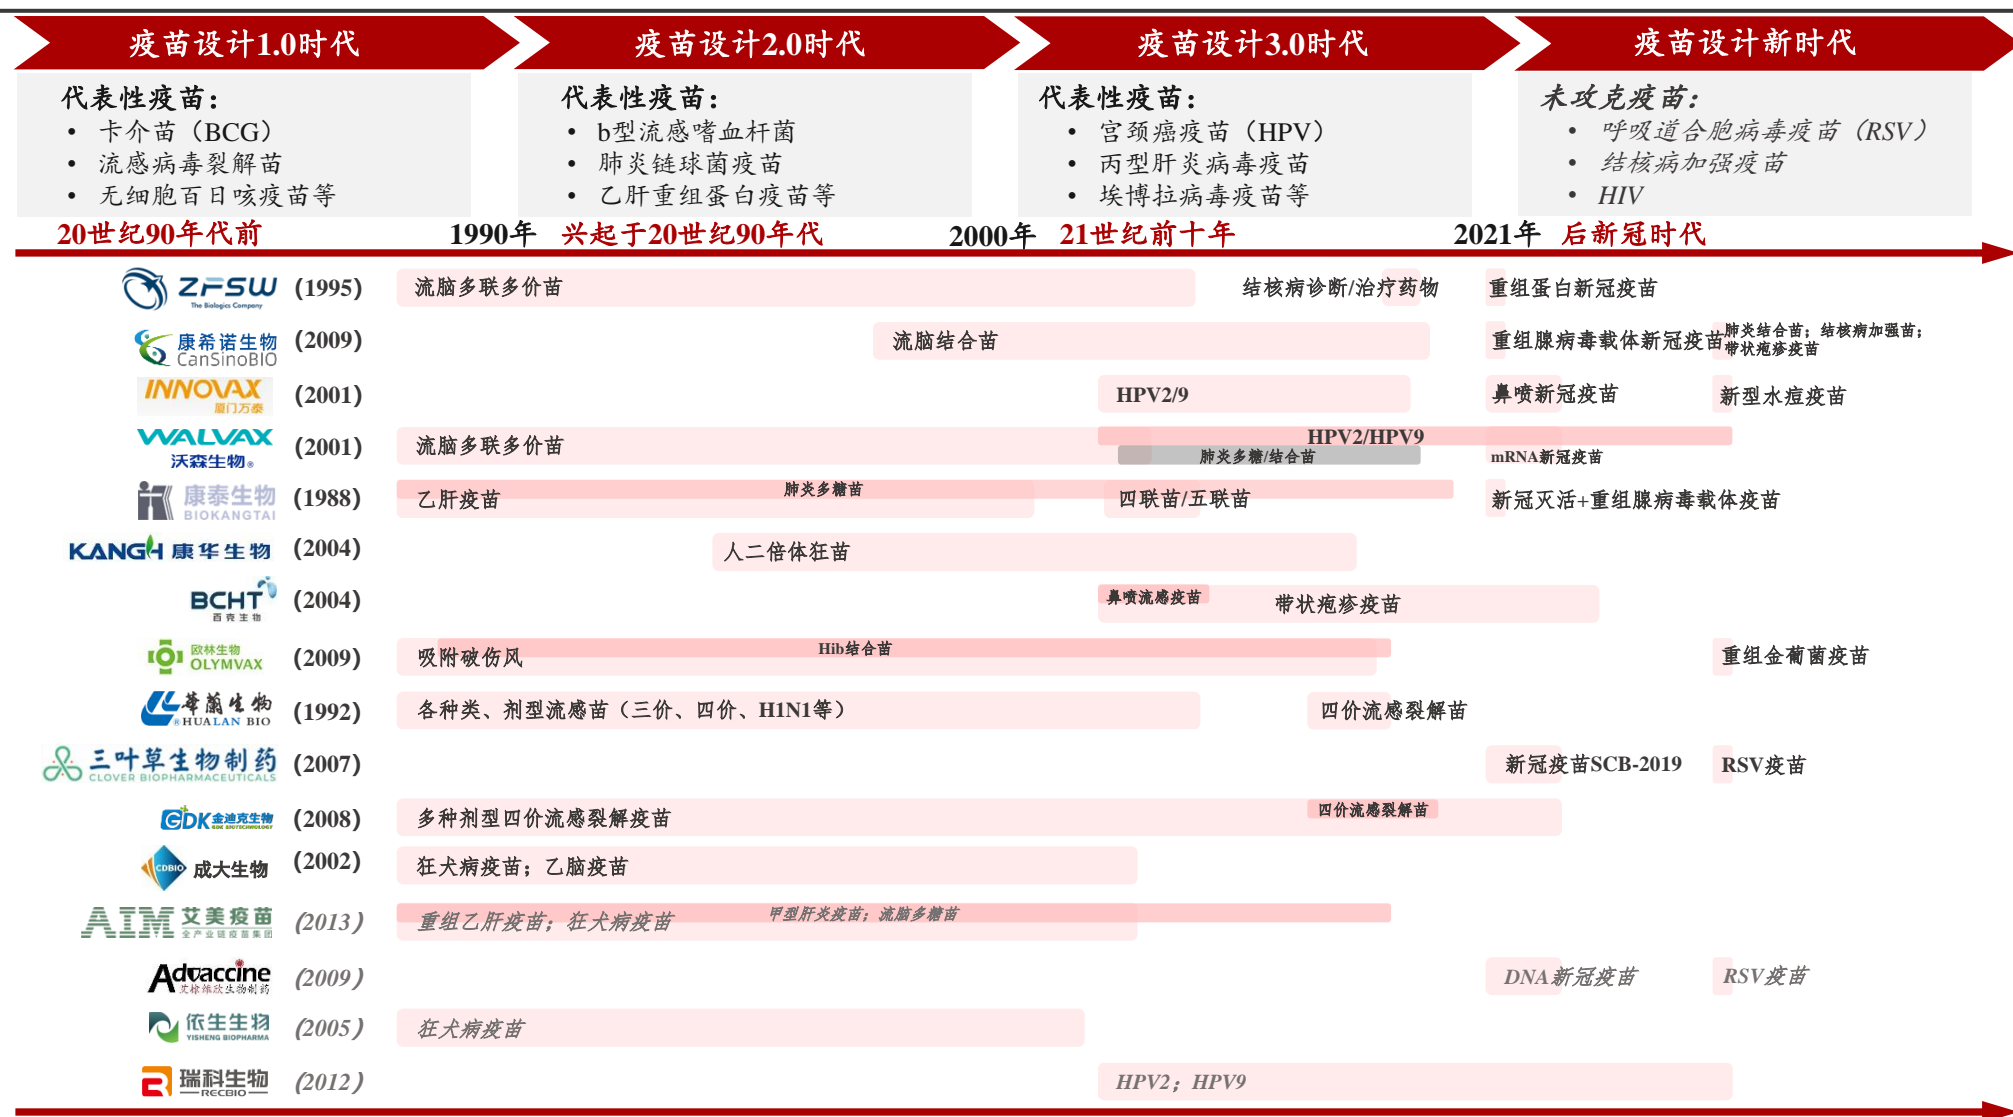 疫苗设计1.0时代
疫苗设计2.0时代
疫苗设计3.0时代
疫苗设计新时代
代表性疫苗：
• 卡介苗（BCG）
• 流感病毒裂解苗
• 无细胞百日咳疫苗等
代表性疫苗：
• b型流感嗜血杆菌
• 肺炎链球菌疫苗
• 乙肝重组蛋白疫苗等
代表性疫苗：
• 宫颈癌疫苗（HPV）
• 丙型肝炎病毒疫苗
• 埃博拉病毒疫苗等
未攻克疫苗：
• 呼吸道合胞病毒疫苗（RSV）
• 结核病加强疫苗
• HIV
20世纪90年代前
1990年
兴起于20世纪90年代
2000年
21世纪前十年
2021年
后新冠时代
ZFSW
The Biologics Company
(1995)
流脑多联多价苗
结核病诊断/治疗药物
重组蛋白新冠疫苗
康希诺生物
CanSinoBIO
(2009)
流脑结合苗
重组腺病毒载体新冠疫苗
肺炎结合苗；结核病加强苗；
带状疱疹疫苗
INNOVAX
厦门万泰
(2001)
HPV2/9
鼻喷新冠疫苗
新型水痘疫苗
WALVAX
沃森生物®
(2001)
流脑多联多价苗
HPV2/HPV9
肺炎多糖/结合苗
mRNA新冠疫苗
康泰生物
BIOKANGTAI
(1988)
乙肝疫苗
肺炎多糖苗
四联苗/五联苗
新冠灭活+重组腺病毒载体疫苗
KANGH 康华生物
(2004)
人二倍体狂苗
BCHT
百克生物
(2004)
鼻喷流感疫苗
带状疱疹疫苗
欧林生物
OLYMVAX
(2009)
吸附破伤风
Hib结合苗
重组金葡菌疫苗
華蘭生物
®HUALAN BIO
(1992)
各种类、剂型流感苗（三价、四价、H1N1等）
四价流感裂解苗
三叶草生物制药
CLOVER BIOPHARMACEUTICALS
(2007)
新冠疫苗SCB-2019
RSV疫苗
GDK金迪克生物
GDK BIOTECHNOLOGY
(2008)
多种剂型四价流感裂解疫苗
四价流感裂解苗
CDBIO 成大生物
(2002)
狂犬病疫苗；乙脑疫苗
AIM 艾美疫苗
全产业链疫苗集团
(2013)
重组乙肝疫苗；狂犬病疫苗
甲型肝炎疫苗；流脑多糖苗
Advaccine
艾棣维欣生物制药
(2009)
DNA新冠疫苗
RSV疫苗
依生生物
YISHENG BIOPHARMA
(2005)
狂犬病疫苗
瑞科生物
RECBIO
(2012)
HPV2；HPV9